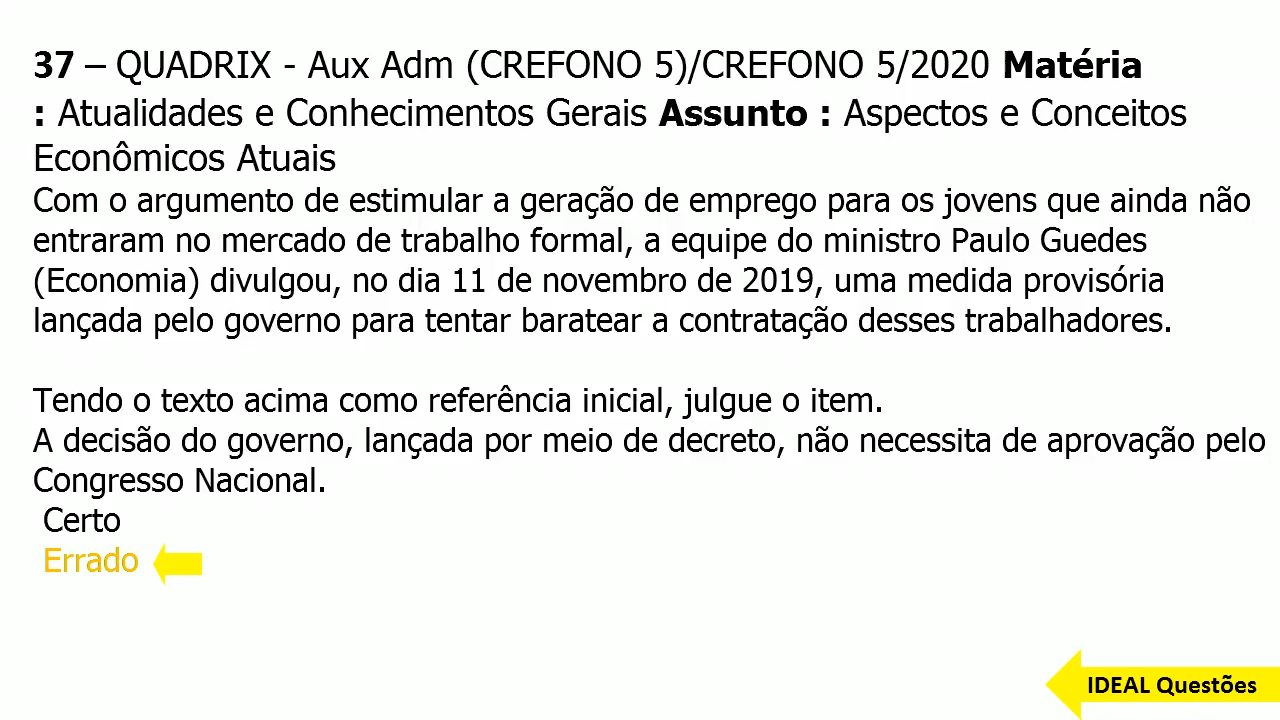 37 – QUADRIX - Aux Adm (CREFONO 5)/CREFONO 5/2020 Matéria
: Atualidades e Conhecimentos Gerais Assunto : Aspectos e Conceitos
Econômicos Atuais
Com o argumento de estimular a geração de emprego para os jovens que ainda não
entraram no mercado de trabalho formal, a equipe do ministro Paulo Guedes
(Economia) divulgou, no dia 11 de novembro de 2019, uma medida provisória
lançada pelo governo para tentar baratear a contratação desses trabalhadores.
Tendo o texto acima como referência inicial, julgue o item.
A decisão do governo, lançada por meio de decreto, não necessita de aprovação pelo
Congresso Nacional.
Certo
Errado
IDEAL Questões